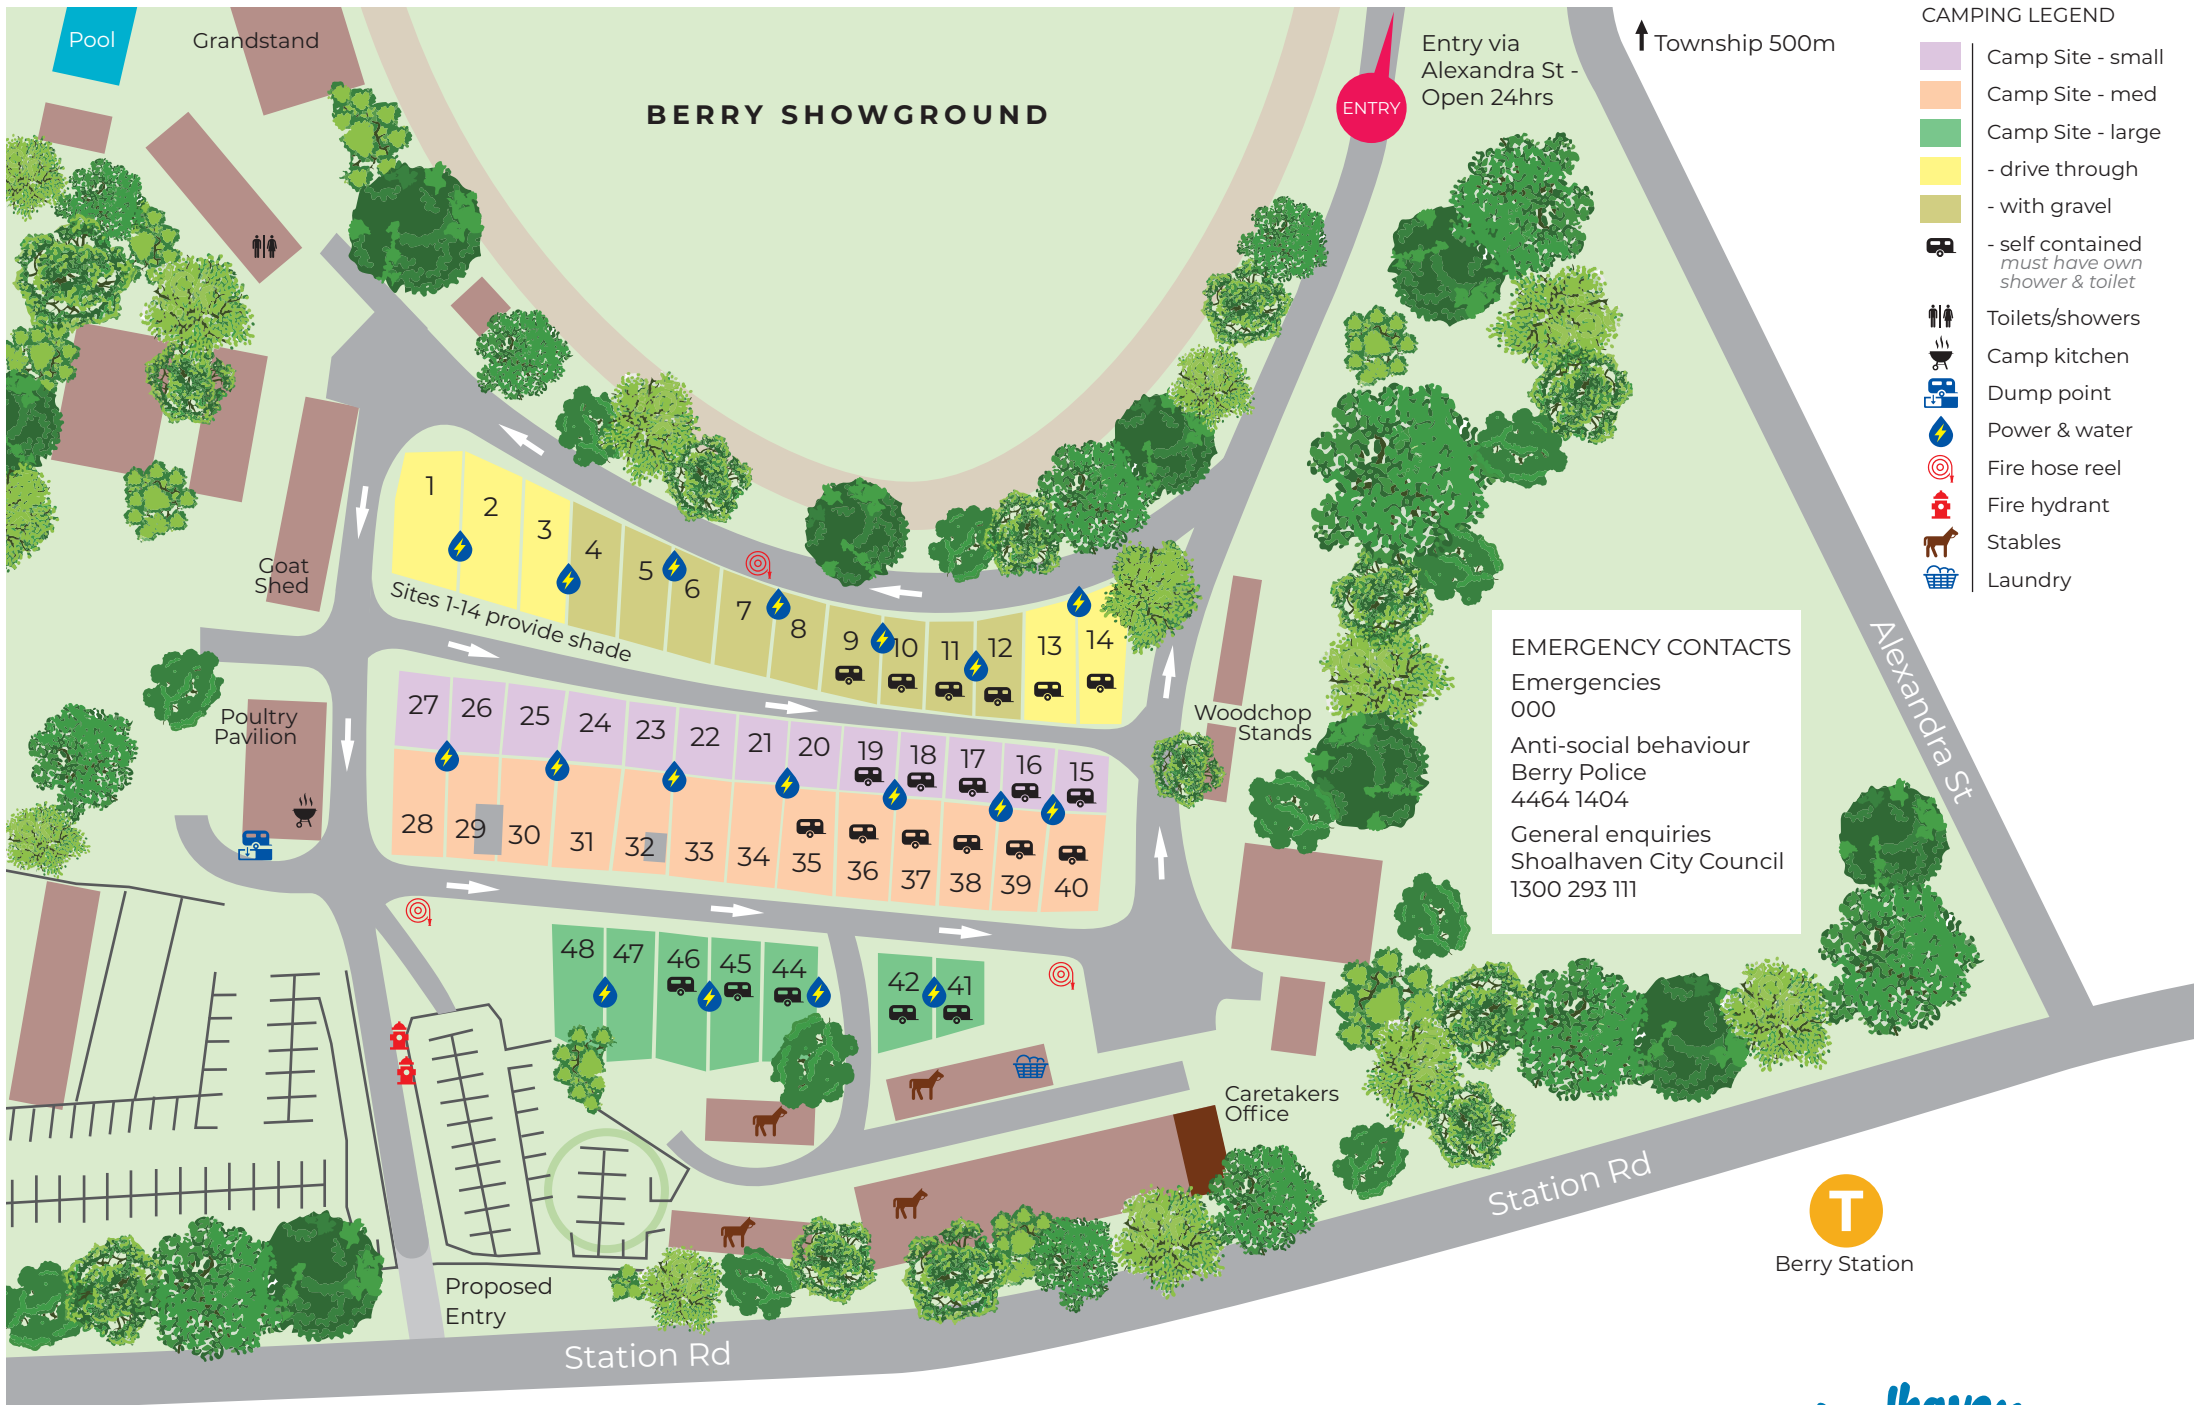 Pool
Grandstand
BERRY SHOWGROUND
ENTRY
Entry via
Alexandra St -
Open 24hrs
Township 500m
CAMPING LEGEND
Camp Site - small
Camp Site - med
Camp Site - large
- drive through
- with gravel
- self contained
must have own
shower & toilet
Toilets/showers
Camp kitchen
Dump point
Power & water
Fire hose reel
Fire hydrant
Stables
Laundry
Goat
Shed
1
2
3
4
5
6
7
8
9
10
11
12
13
14
Sites 1-14 provide shade
27
26
25
24
23
22
21
20
19
18
17
16
15
28
29
30
31
32
33
34
35
36
37
38
39
40
48
47
46
45
44
42
41
Poultry
Pavilion
Woodchop
Stands
EMERGENCY CONTACTS
Emergencies
000
Anti-social behaviour
Berry Police
4464 1404
General enquiries
Shoalhaven City Council
1300 293 111
Alexandra St
Caretakers
Office
Station Rd
T
Berry Station
Proposed
Entry
Station Rd